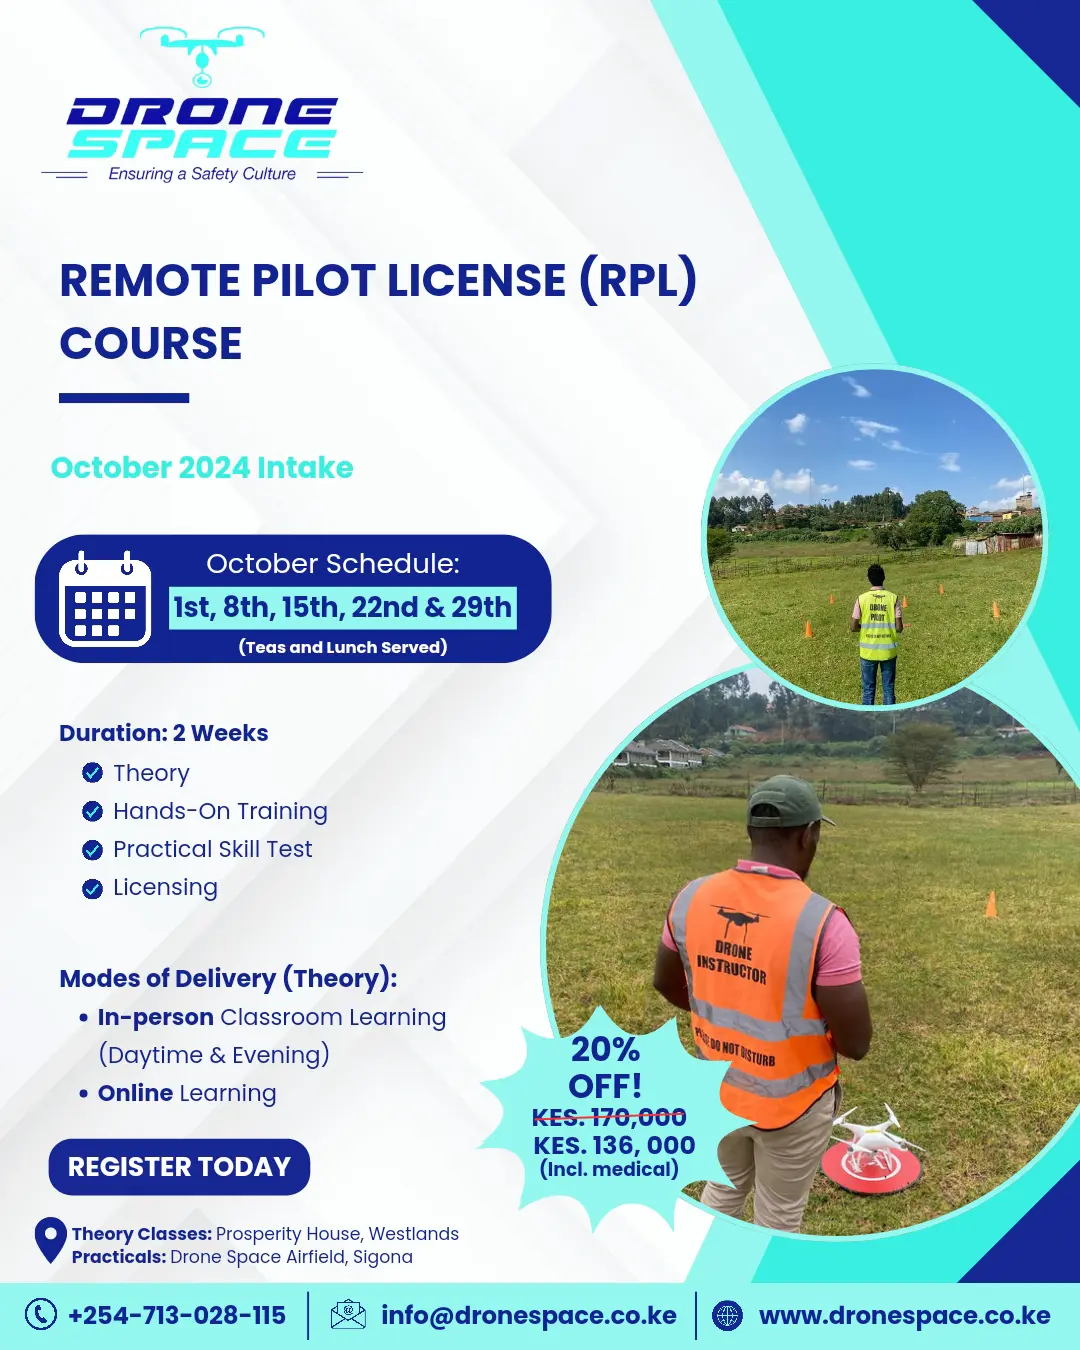 DRONE
SPACE
Ensuring a Safety Culture
REMOTE PILOT LICENSE (RPL)
COURSE
October 2024 Intake
October Schedule:
1st, 8th, 15th, 22nd & 29th
(Teas and Lunch Served)
Duration: 2 Weeks
Theory
Hands-On Training
Practical Skill Test
Licensing
Modes of Delivery (Theory):
• In-person Classroom Learning
(Daytime & Evening)
• Online Learning
REGISTER TODAY
Theory Classes: Prosperity House, Westlands
Practicals: Drone Space Airfield, Sigona
DRONE
PILOT
DRONE
INSTRUCTOR
DO NOT DISTURB
20%
OFF!
KES. 170,000
KES. 136, 000
(Incl. medical)
+254-713-028-115
info@dronespace.co.ke
www.dronespace.co.ke